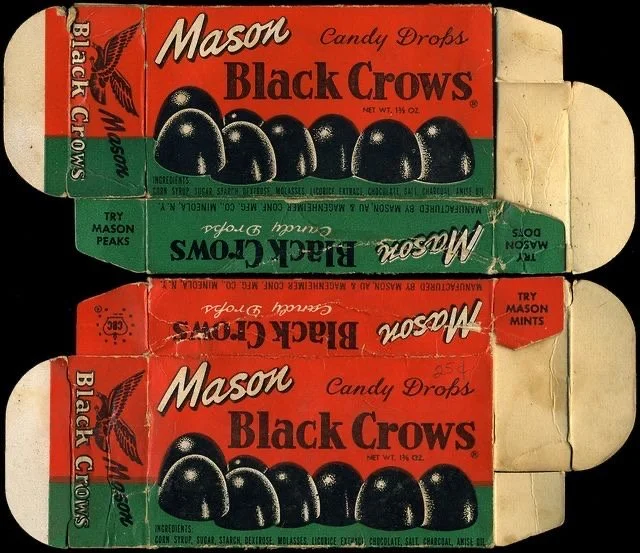 Mason
Candy Drops
Black Crows
®
NET WT. 1⅜ OZ.
INGREDIENTS:
CORN SYRUP, SUGAR, STARCH, DEXTROSE, MOLASSES, LICORICE EXTRACT, CHOCOLATE, SALT, CHARCOAL, ANISE OIL
Black Crows
Mason
TRY
MASON
PEAKS
Mason
Black Crows
Candy Drops
MANUFACTURED BY MASON, AU & MAGENHEIMER CONF. MFG. CO., MINEOLA, N. Y.
TRY
MASON
DOTS
CBC
Mason
Black Crows
Candy Drops
MANUFACTURED BY MASON, AU & MAGENHEIMER CONF. MFG. CO., MINEOLA, N. Y.
TRY
MASON
MINTS
25¢
Mason
Candy Drops
Black Crows
®
NET WT. 1⅜ OZ.
INGREDIENTS:
CORN SYRUP, SUGAR, STARCH, DEXTROSE, MOLASSES, LICORICE EXTRACT, CHOCOLATE, SALT, CHARCOAL, ANISE OIL
Black Crows
Mason